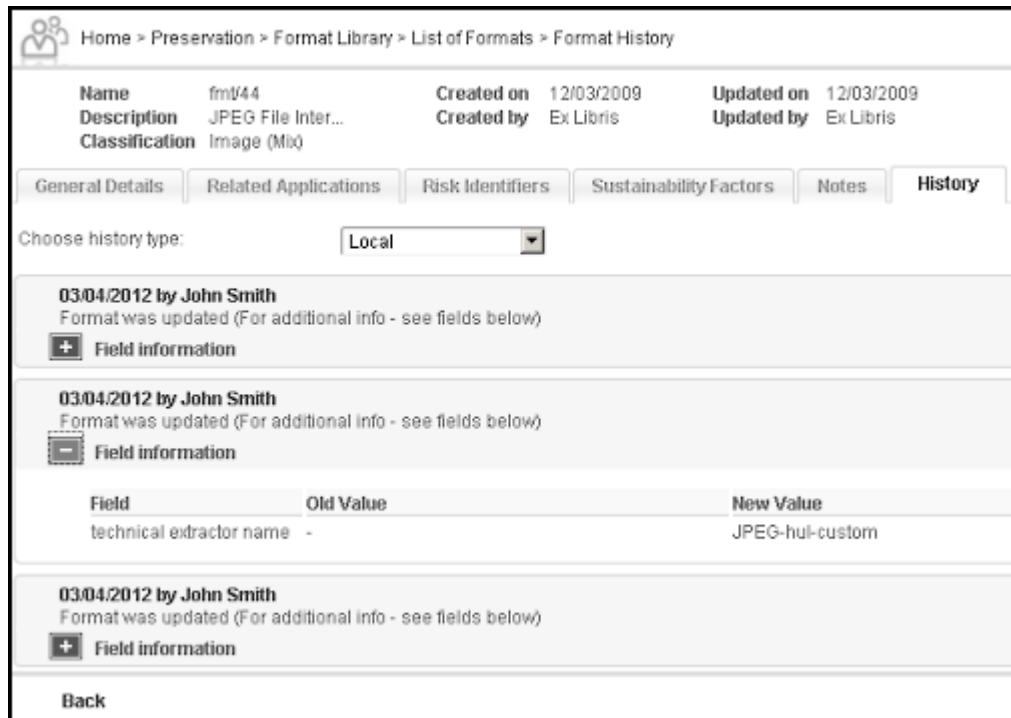 Home > Preservation > Format Library > List of Formats > Format History
Name fmt/44 Created on 12/03/2009 Updated on 12/03/2009
Description JPEG File Inter... Created by Ex Libris Updated by Ex Libris
Classification Image (Mix)
General Details Related Applications Risk Identifiers Sustainability Factors Notes History
Choose history type: Local
03/04/2012 by John Smith
Format was updated (For additional info - see fields below)
+ Field information
03/04/2012 by John Smith
Format was updated (For additional info - see fields below)
- Field information
Field Old Value New Value
technical extractor name - JPEG-hul-custom
03/04/2012 by John Smith
Format was updated (For additional info - see fields below)
+ Field information
Back